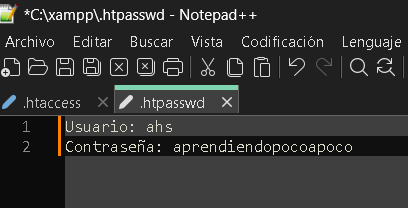 *C:\xampp\.htpasswd - Notepad++
Archivo Editar Buscar Vista Codificación Lenguaje
.htaccess .htpasswd
1 Usuario: ahs
2 Contraseña: aprendiendopocoapoco